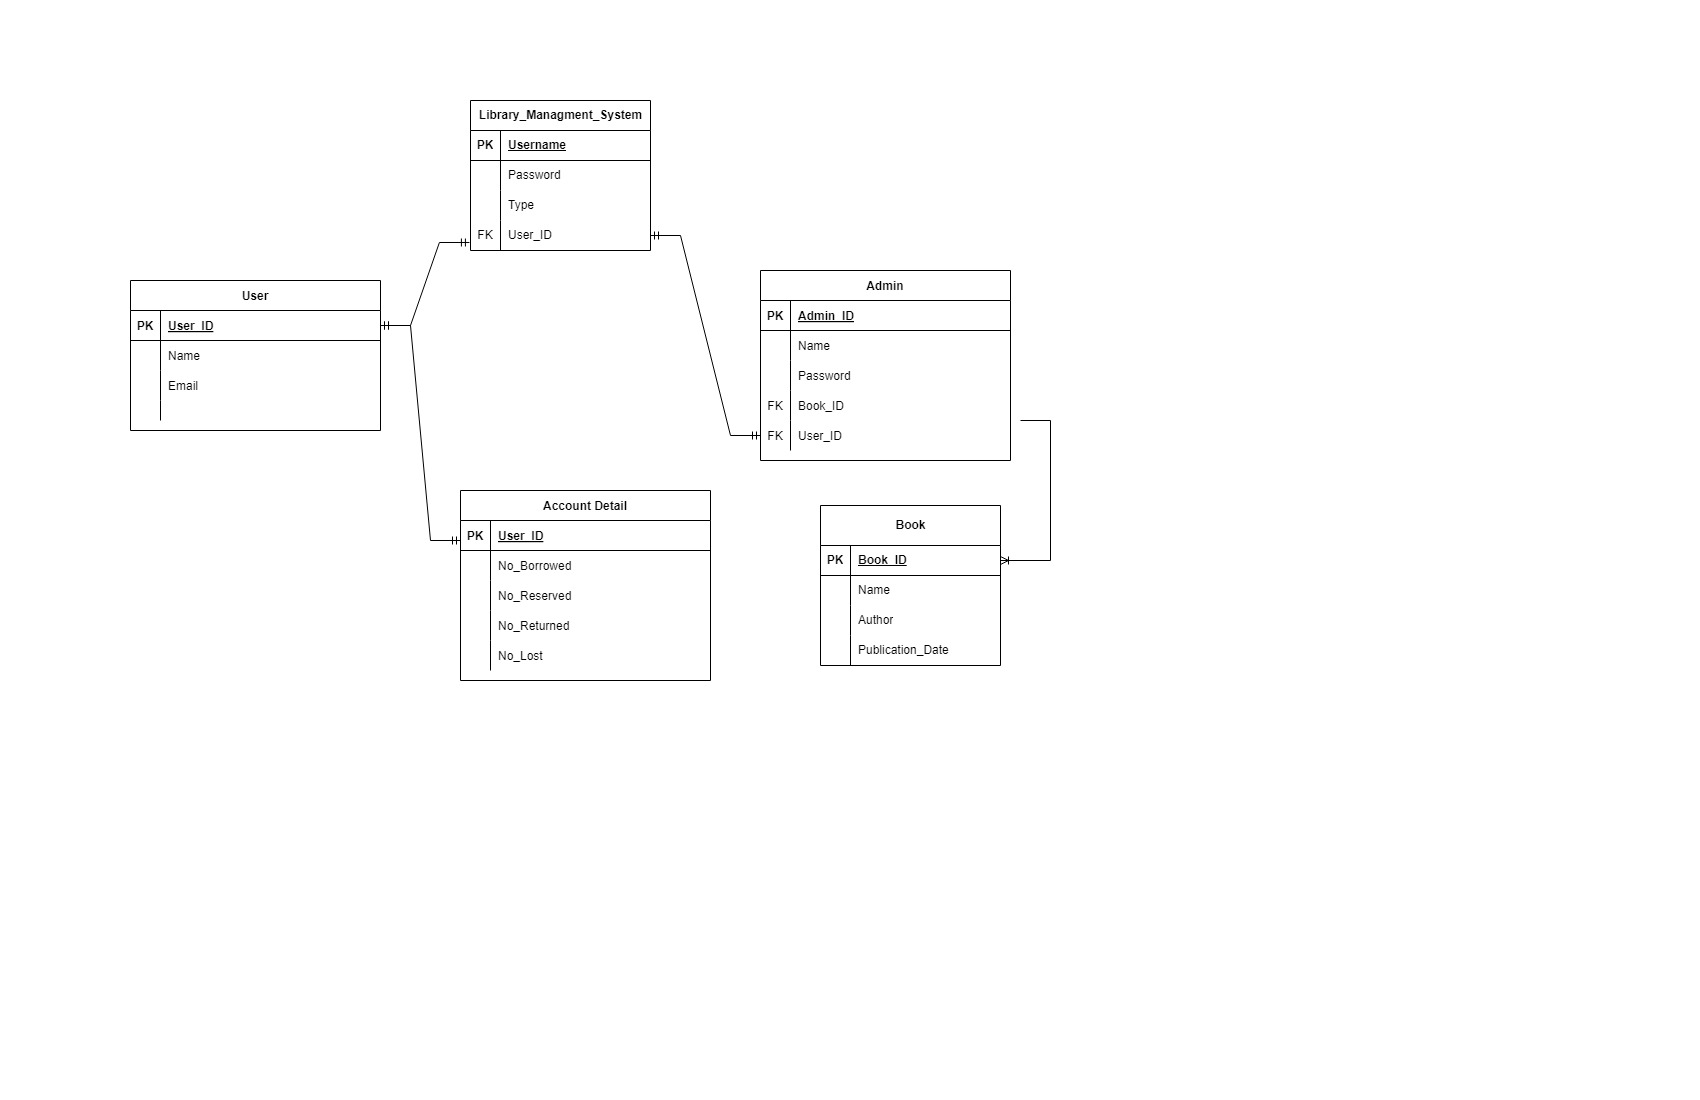 Library_Managment_System
PK Username
Password
Type
FK User_ID
User
PK User_ID
Name
Email
Admin
PK Admin_ID
Name
Password
FK Book_ID
FK User_ID
Account Detail
PK User_ID
No_Borrowed
No_Reserved
No_Returned
No_Lost
Book
PK Book_ID
Name
Author
Publication_Date